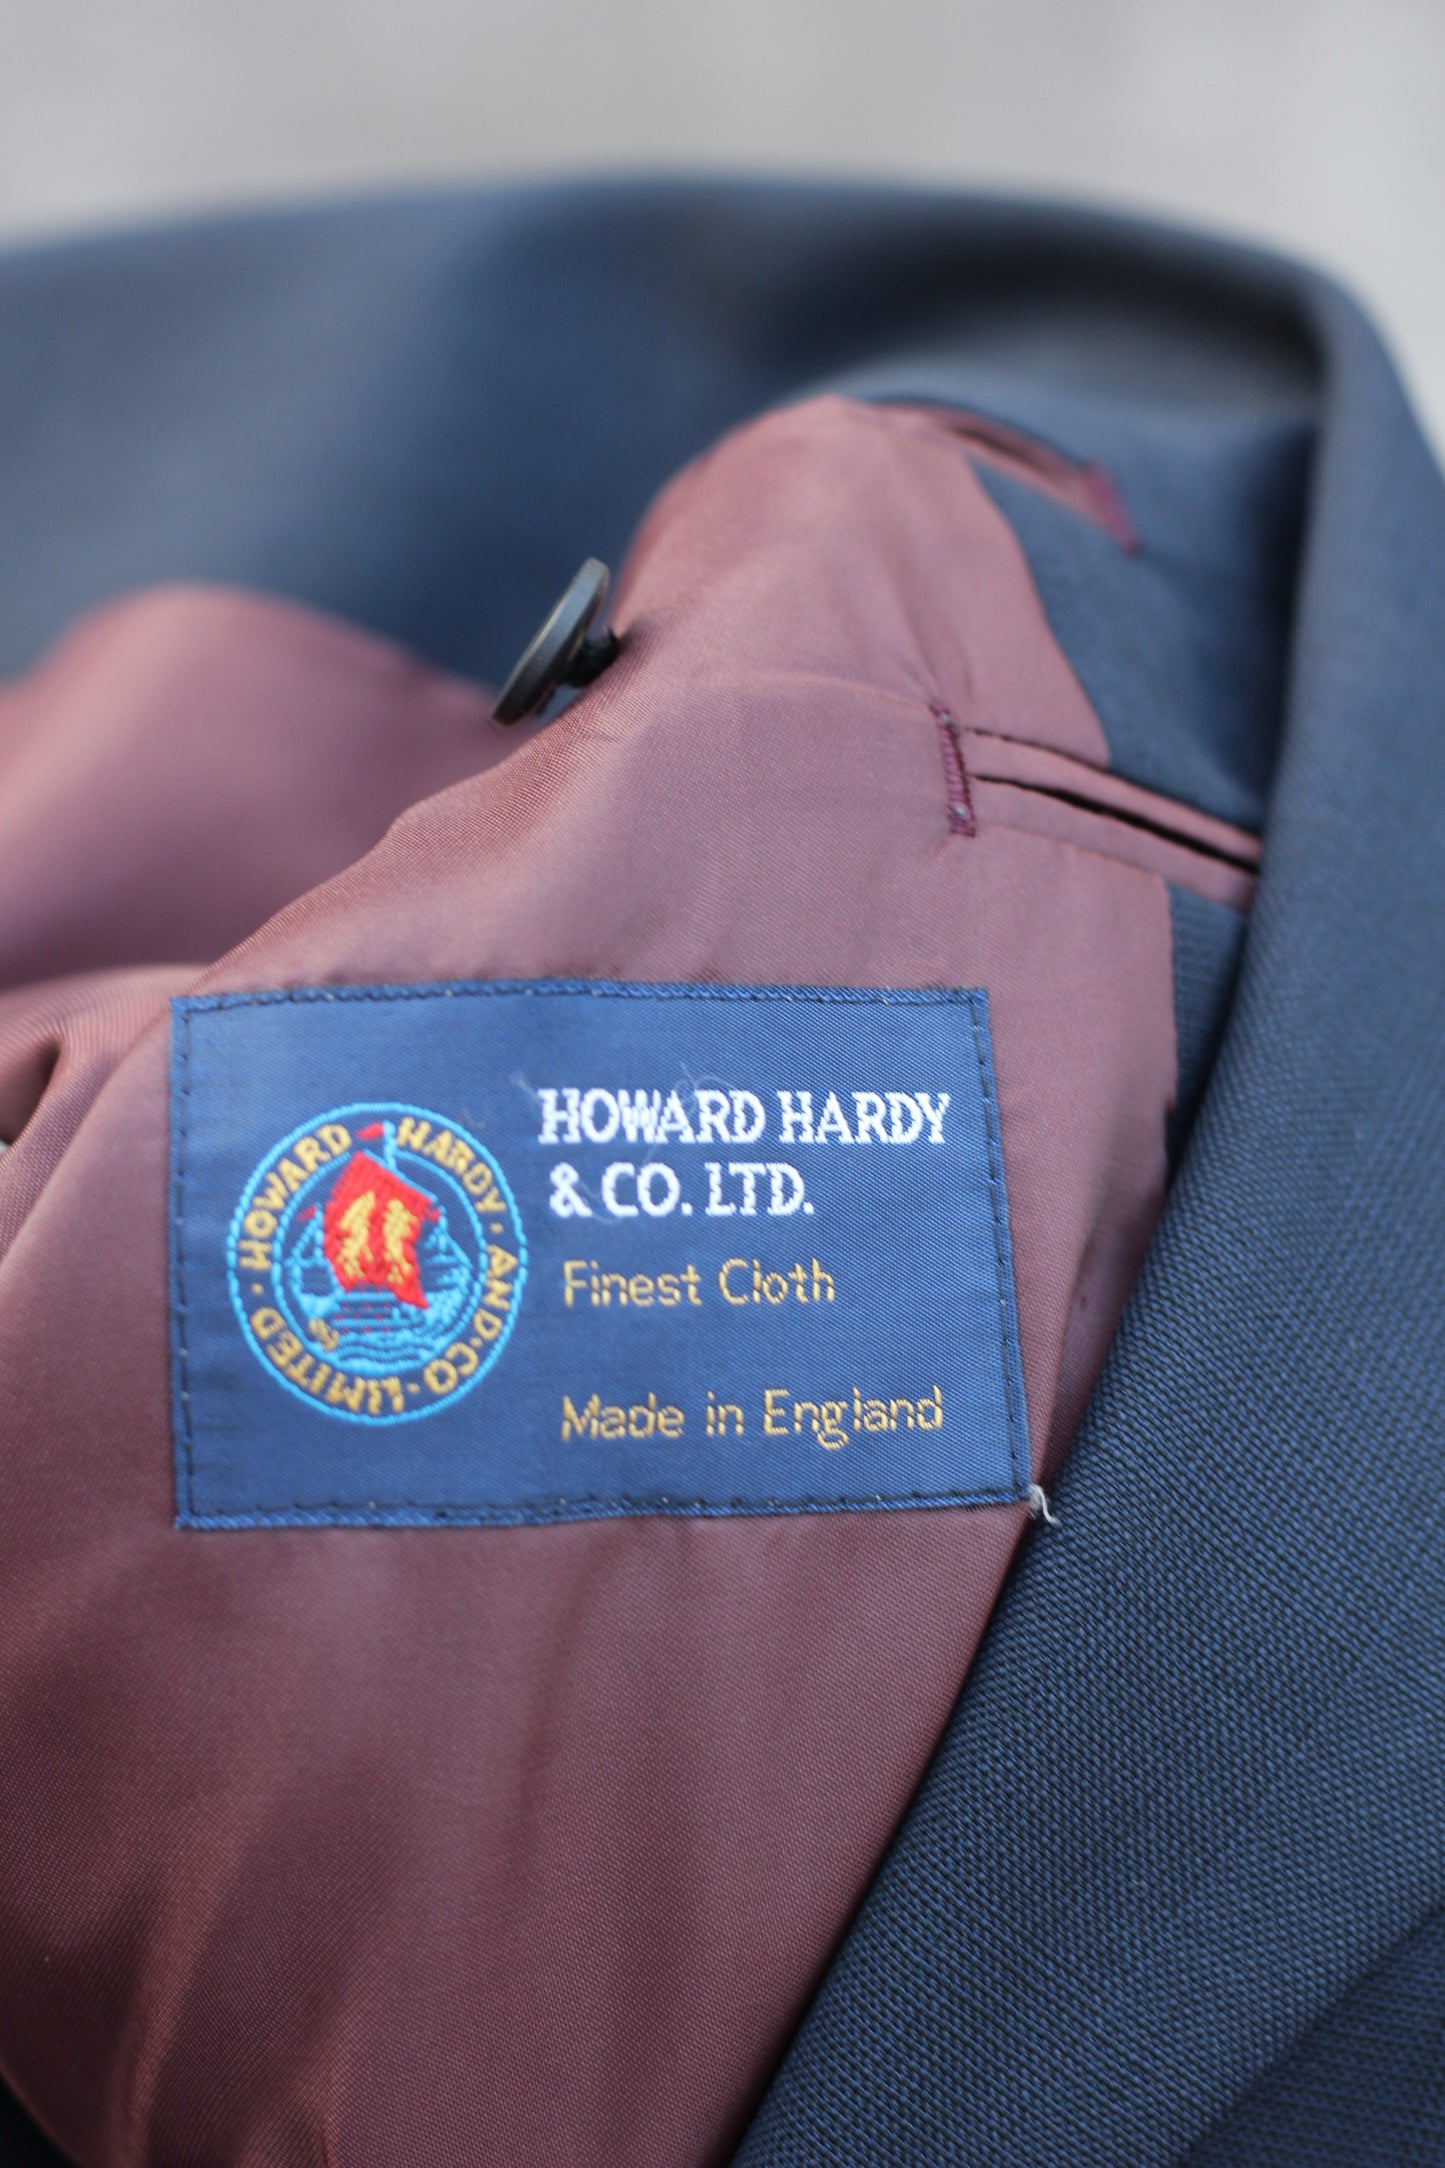 HOWARD HARDY AND CO LIMITED
HOWARD HARDY
& CO. LTD.
Finest Cloth
Made in England